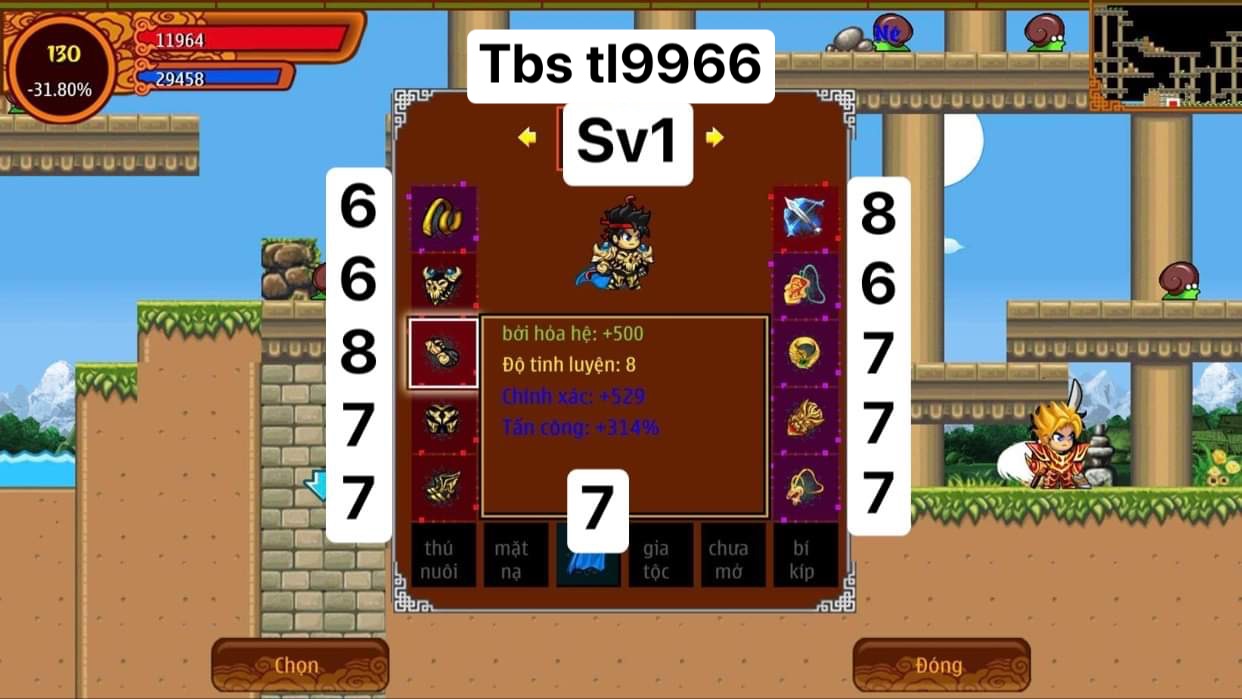 130
-31.80%
11964
29458
Né
Tbs tl9966
Sv1
6
6
8
7
7
8
6
7
7
7
bởi hỏa hệ: +500
Độ tinh luyện: 8
Chính xác: +529
Tấn công: +314%
7
thú nuôi
mặt nạ
gia tộc
chưa mở
bí kíp
Chọn
Đóng